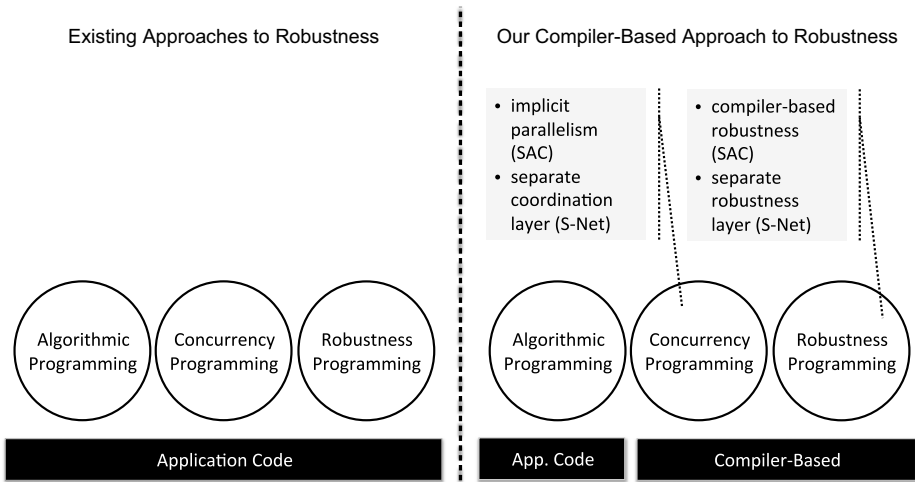 Existing Approaches to Robustness
Algorithmic
Programming
Concurrency
Programming
Robustness
Programming
Application Code
Our Compiler-Based Approach to Robustness
• implicit
parallelism
(SAC)
• separate
coordination
layer (S-Net)
• compiler-based
robustness
(SAC)
• separate
robustness
layer (S-Net)
Algorithmic
Programming
Concurrency
Programming
Robustness
Programming
App. Code
Compiler-Based